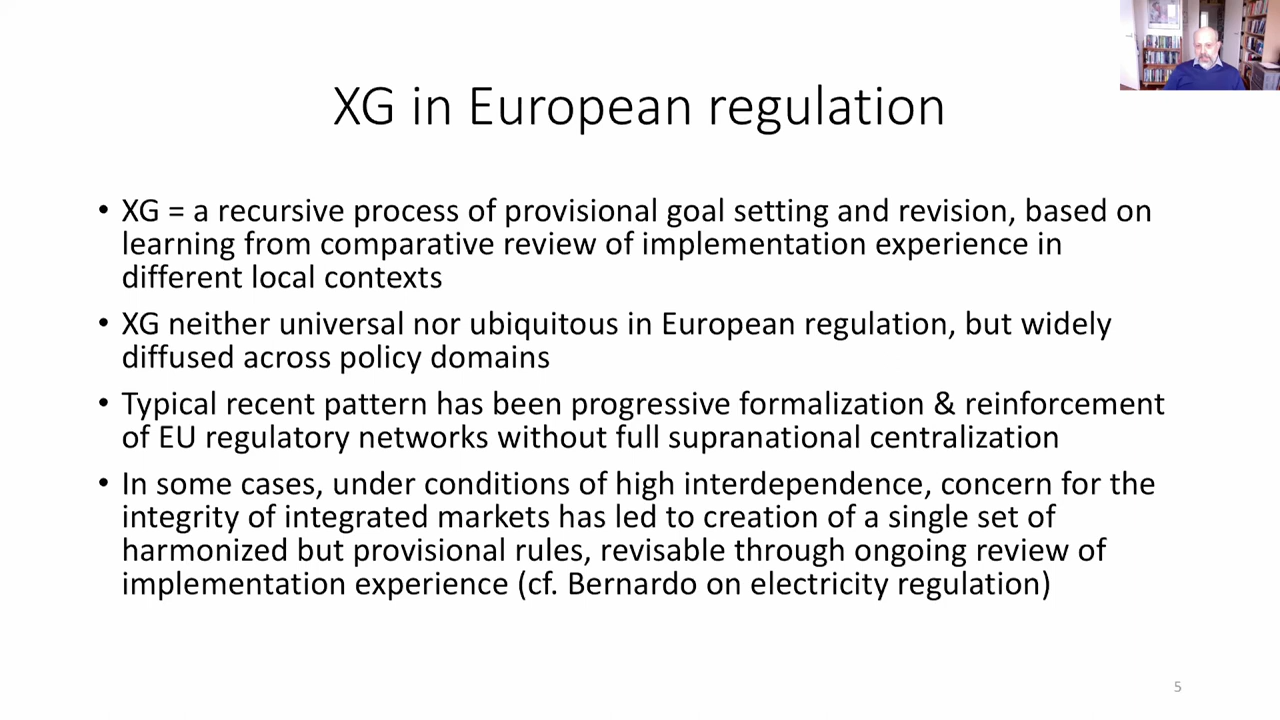 XG in European regulation
• XG = a recursive process of provisional goal setting and revision, based on
learning from comparative review of implementation experience in
different local contexts
• XG neither universal nor ubiquitous in European regulation, but widely
diffused across policy domains
• Typical recent pattern has been progressive formalization & reinforcement
of EU regulatory networks without full supranational centralization
• In some cases, under conditions of high interdependence, concern for the
integrity of integrated markets has led to creation of a single set of
harmonized but provisional rules, revisable through ongoing review of
implementation experience (cf. Bernardo on electricity regulation)
5